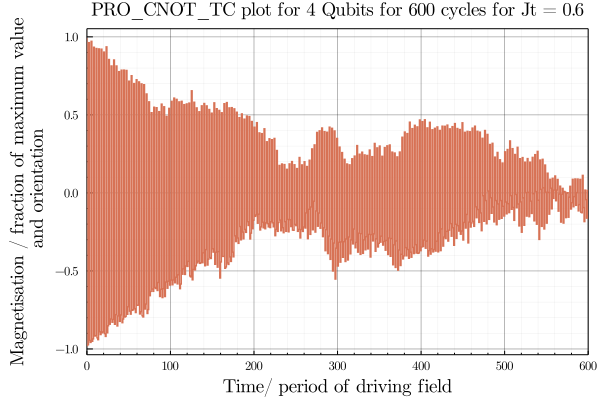 PRO_CNOT_TC plot for 4 Qubits for 600 cycles for Jt = 0.6
Magnetisation / fraction of maximum value
and orientation
1.0
0.5
0.0
−0.5
−1.0
0 100 200 300 400 500 600
Time/ period of driving field